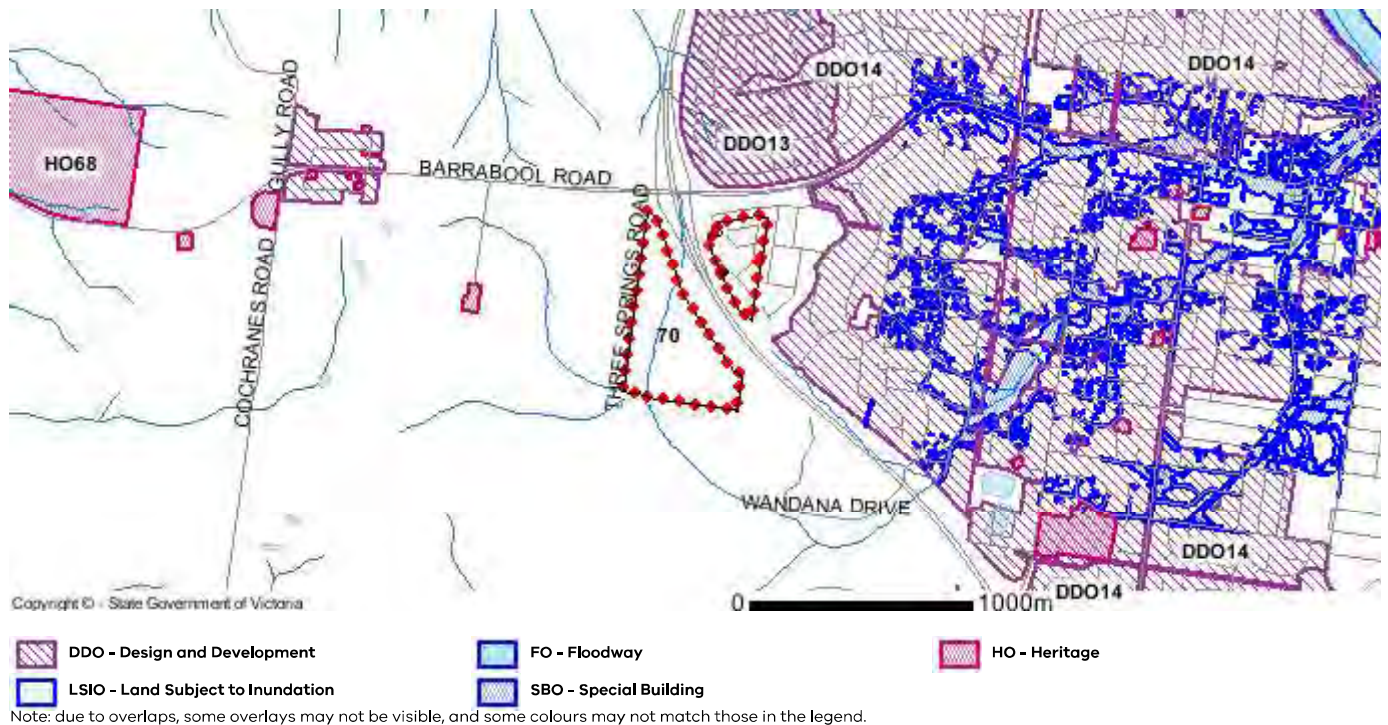 DDO14
DDO14
DDO13
HO68
GULLY ROAD
BARRABOOL ROAD
THREE SPRINGS ROAD
COCHRANES ROAD
70
WANDANA DRIVE
DDO14
DDO14
Copyright © - State Government of Victoria
0 1000m
DDO - Design and Development
FO - Floodway
HO - Heritage
LSIO - Land Subject to Inundation
SBO - Special Building
Note: due to overlaps, some overlays may not be visible, and some colours may not match those in the legend.